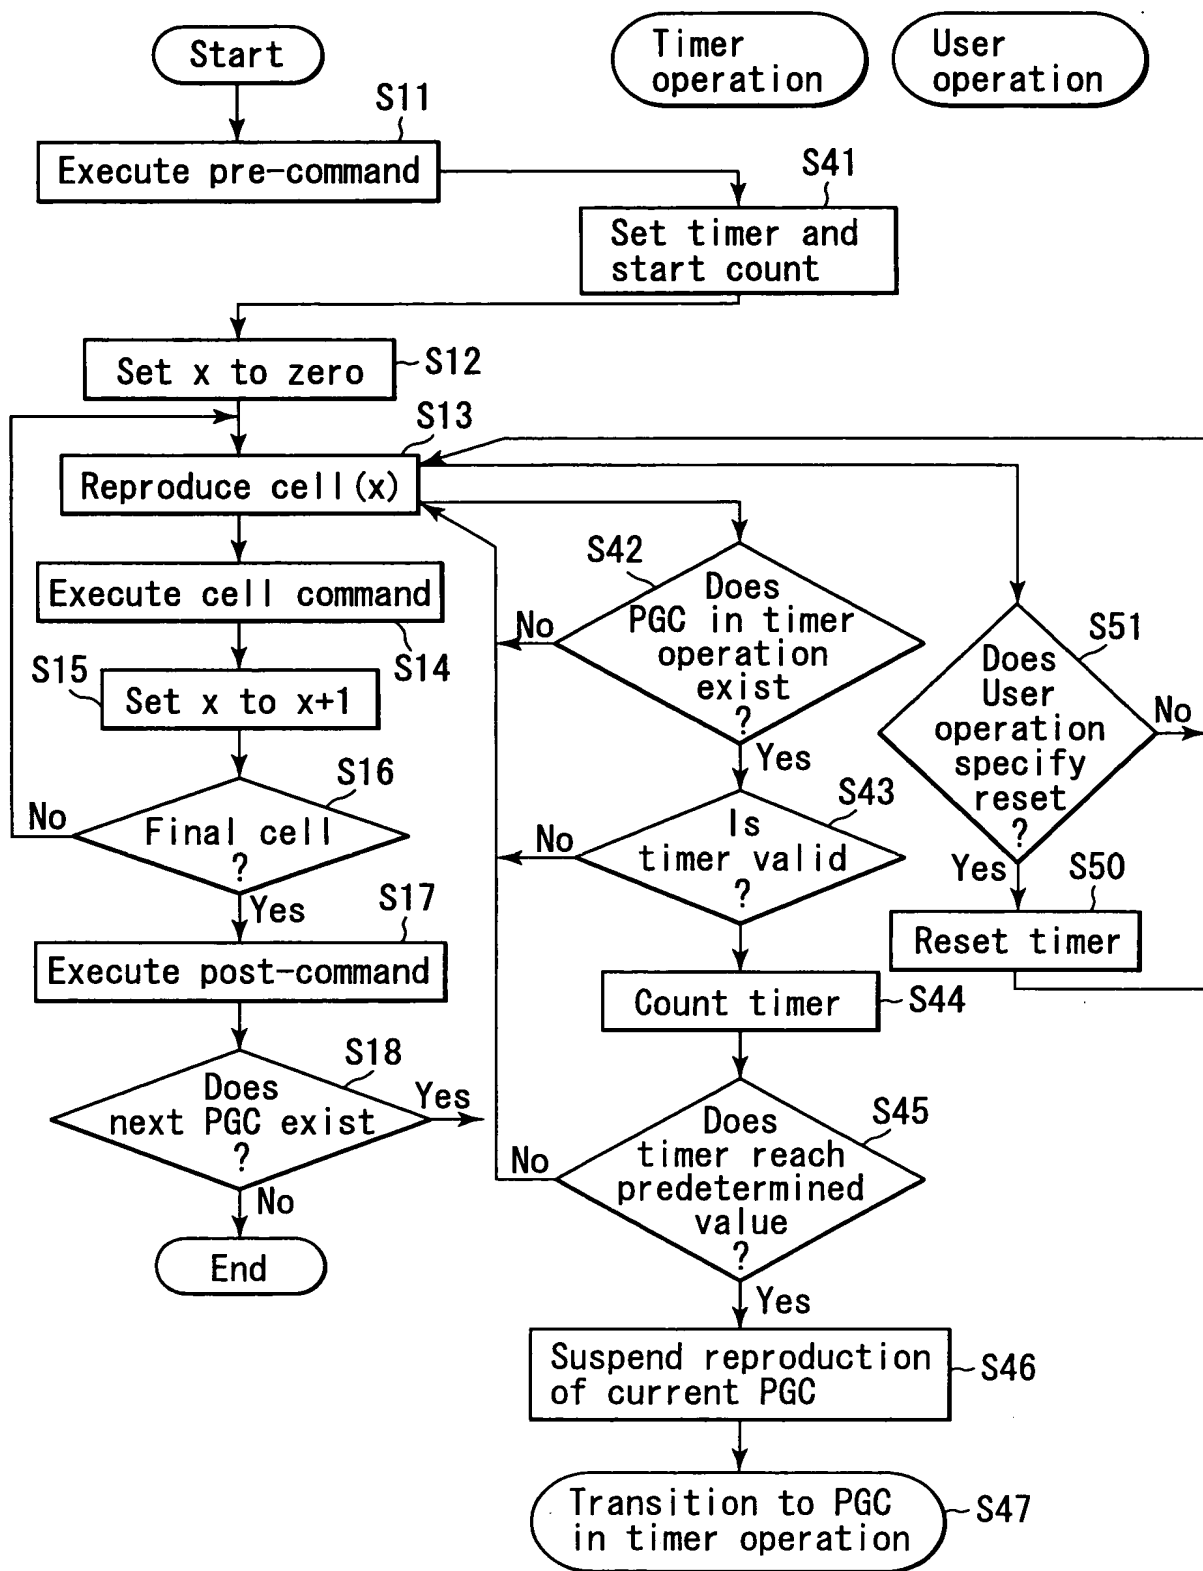 Start
Timer
operation
User
operation
S11
Execute pre-command
S41
Set timer and
start count
Set x to zero
S12
S13
Reproduce cell(x)
Execute cell command
S14
S15
Set x to x+1
S16
No
Final cell
?
Yes
S17
Execute post-command
S18
Does
next PGC exist
?
Yes
No
End
S42
Does
PGC in timer
operation
exist
?
No
Yes
S43
Is
timer valid
?
No
Count timer
S44
S45
Does
timer reach
predetermined
value
?
No
Yes
Suspend reproduction
of current PGC
S46
Transition to PGC
in timer operation
S47
S51
Does
User
operation
specify
reset
?
No
Yes
S50
Reset timer